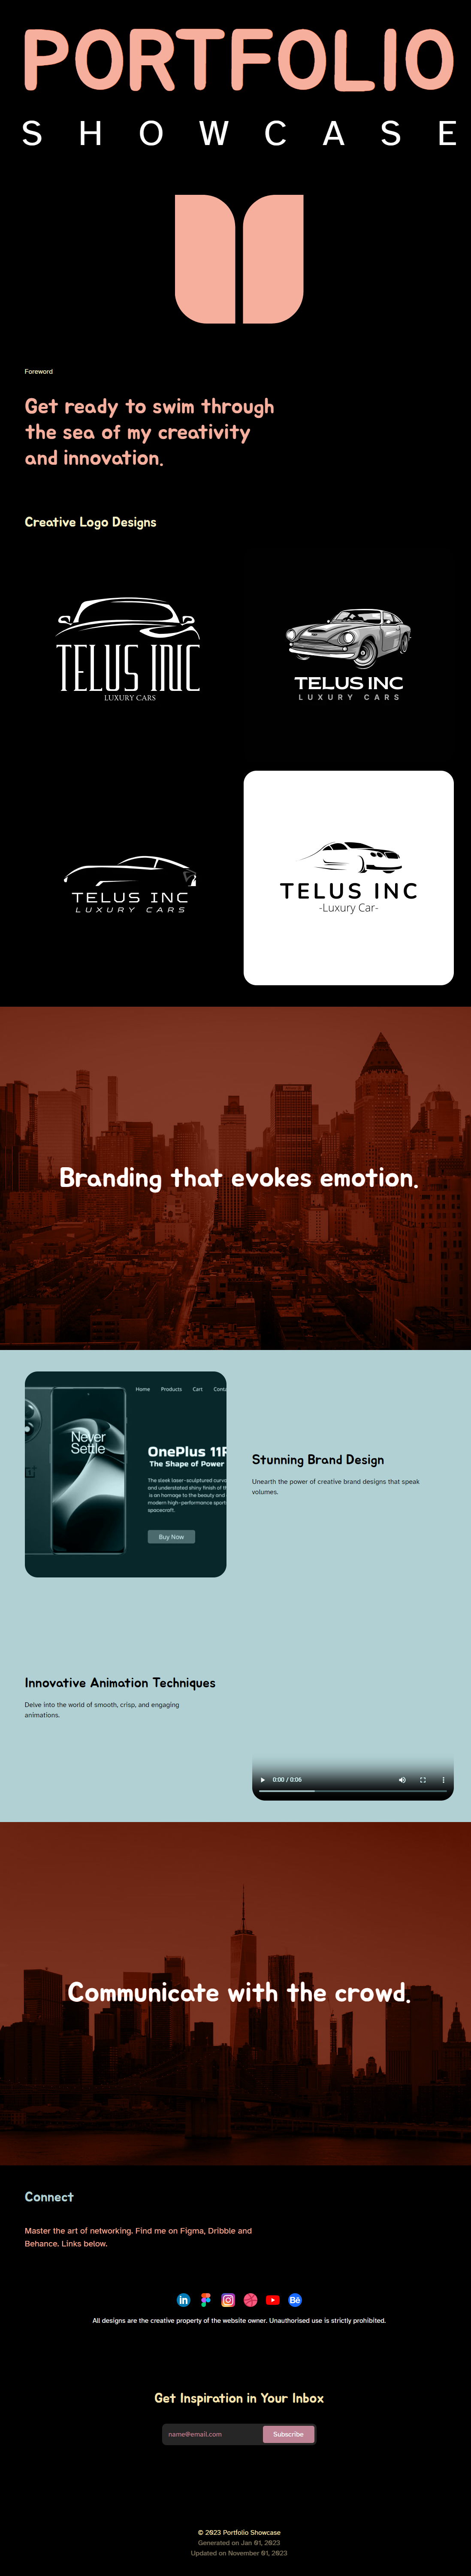 PORTFOLIO
SHOWCASE
Foreword
Get ready to swim through
the sea of my creativity
and innovation.
Creative Logo Designs
TELUS INC
LUXURY CARS
TELUS INC
LUXURY CARS
TELUS INC
LUXURY CARS
TELUS INC
-Luxury Car-
Branding that evokes emotion.
Home Products Cart Conta
Never
Settle
OnePlus 11R
The Shape of Power
The sleek laser-sculptured curvic
and understated shiny finish of th
is on homage to the beauty and
modern high-performance sport
spacecraft.
Buy Now
Stunning Brand Design
Unearth the power of creative brand designs that speak
volumes.
Innovative Animation Techniques
Delve into the world of smooth, crisp, and engaging
animations.
0:00 / 0:06
Communicate with the crowd.
Connect
Master the art of networking. Find me on Figma, Dribble and
Behance. Links below.
in
Bē
All designs are the creative property of the website owner. Unauthorised use is strictly prohibited.
Get Inspiration in Your Inbox
name@email.com
Subscribe
© 2023 Portfolio Showcase
Generated on Jan 01, 2023
Updated on November 01, 2023